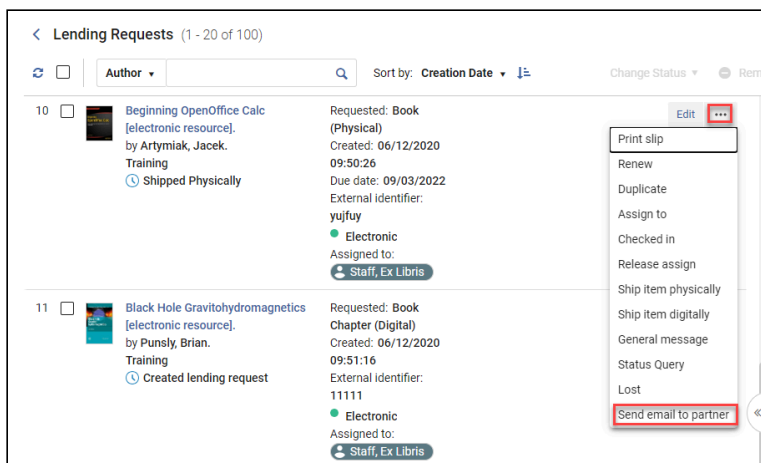 Lending Requests (1 - 20 of 100)
Author
Sort by: Creation Date
Change Status
Rem
10
Beginning OpenOffice Calc
[electronic resource].
by Artymiak, Jacek.
Training
Shipped Physically
Requested: Book
(Physical)
Created: 06/12/2020
09:50:26
Due date: 09/03/2022
External identifier:
yujfuy
Electronic
Assigned to:
Staff, Ex Libris
Edit
Print slip
Renew
Duplicate
Assign to
Checked in
Release assign
Ship item physically
Ship item digitally
General message
Status Query
Lost
Send email to partner
11
Black Hole Gravitohydromagnetics
[electronic resource].
by Punsly, Brian.
Training
Created lending request
Requested: Book
Chapter (Digital)
Created: 06/12/2020
09:51:16
External identifier:
11111
Electronic
Assigned to:
Staff, Ex Libris